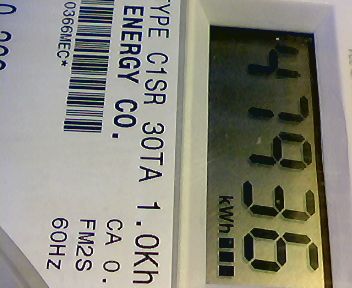 47936
kWh
TYPE C1SR 30TA 1.0Kh
ENERGY CO.
CA 0.
FM2S
60HZ
0366MEC*